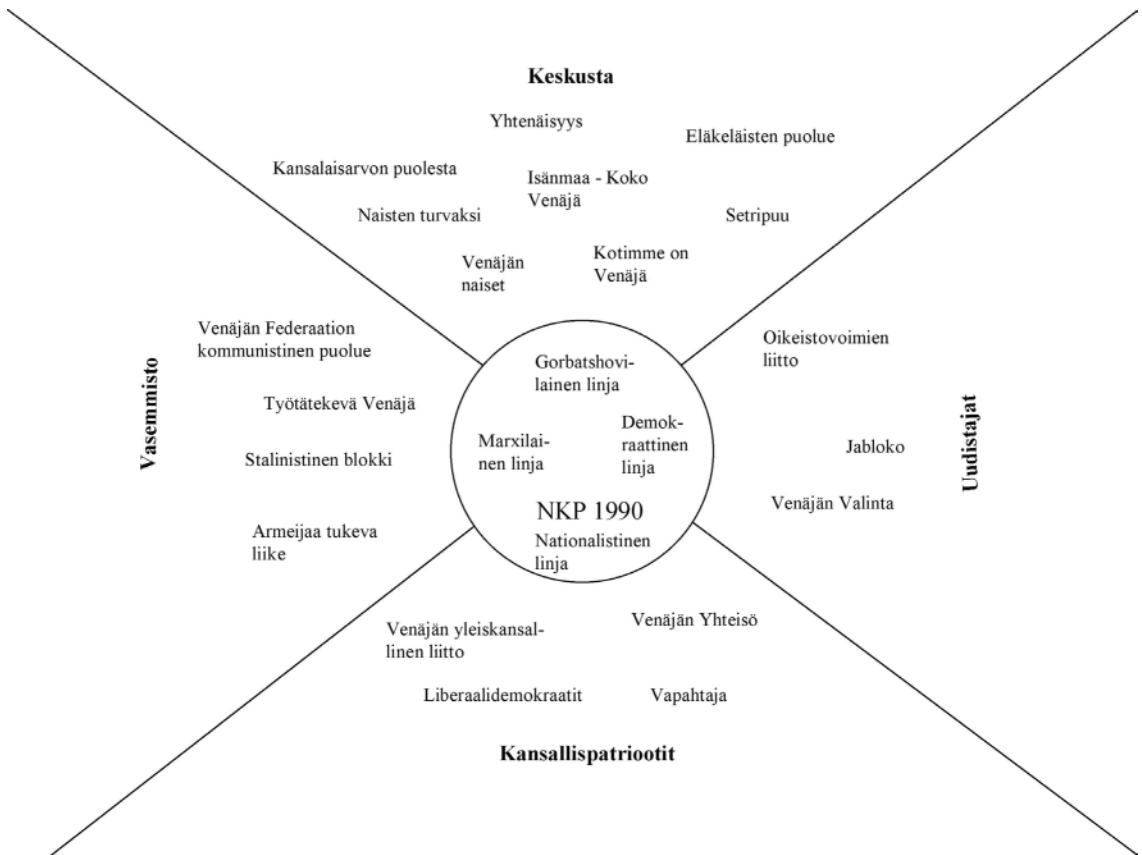 Keskusta
Yhtenäisyys
Eläkeläisten puolue
Kansalaisarvon puolesta
Isänmaa - Koko
Venäjä
Naisten turvaksi
Setripuu
Venäjän
naiset
Kotimme on
Venäjä
Vasemmisto
Venäjän Federaation
kommunistinen puolue
Työtätekevä Venäjä
Stalinistinen blokki
Armeijaa tukeva
liike
Gorbatshovi-
lainen linja
Marxilai-
nen linja
Demok-
raattinen
linja
NKP 1990
Nationalistinen
linja
Oikeistovoimien
liitto
Jabloko
Venäjän Valinta
Uudistajat
Venäjän yleiskansal-
linen liitto
Venäjän Yhteisö
Liberaalidemokraatit
Vapahtaja
Kansallispatriootit